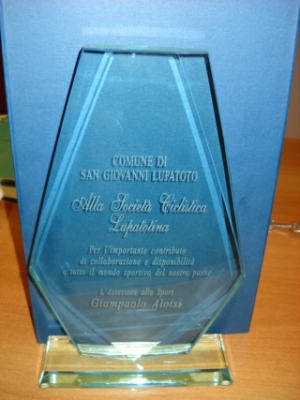 COMUNE DI
SAN GIOVANNI LUPATOTO
Alla Società Ciclistica
Lupatotina
Per l'importante contributo
di collaborazione e disponibilità
a tutto il mondo sportivo del nostro paese
L'Assessore allo Sport
Giampaolo Aloisi